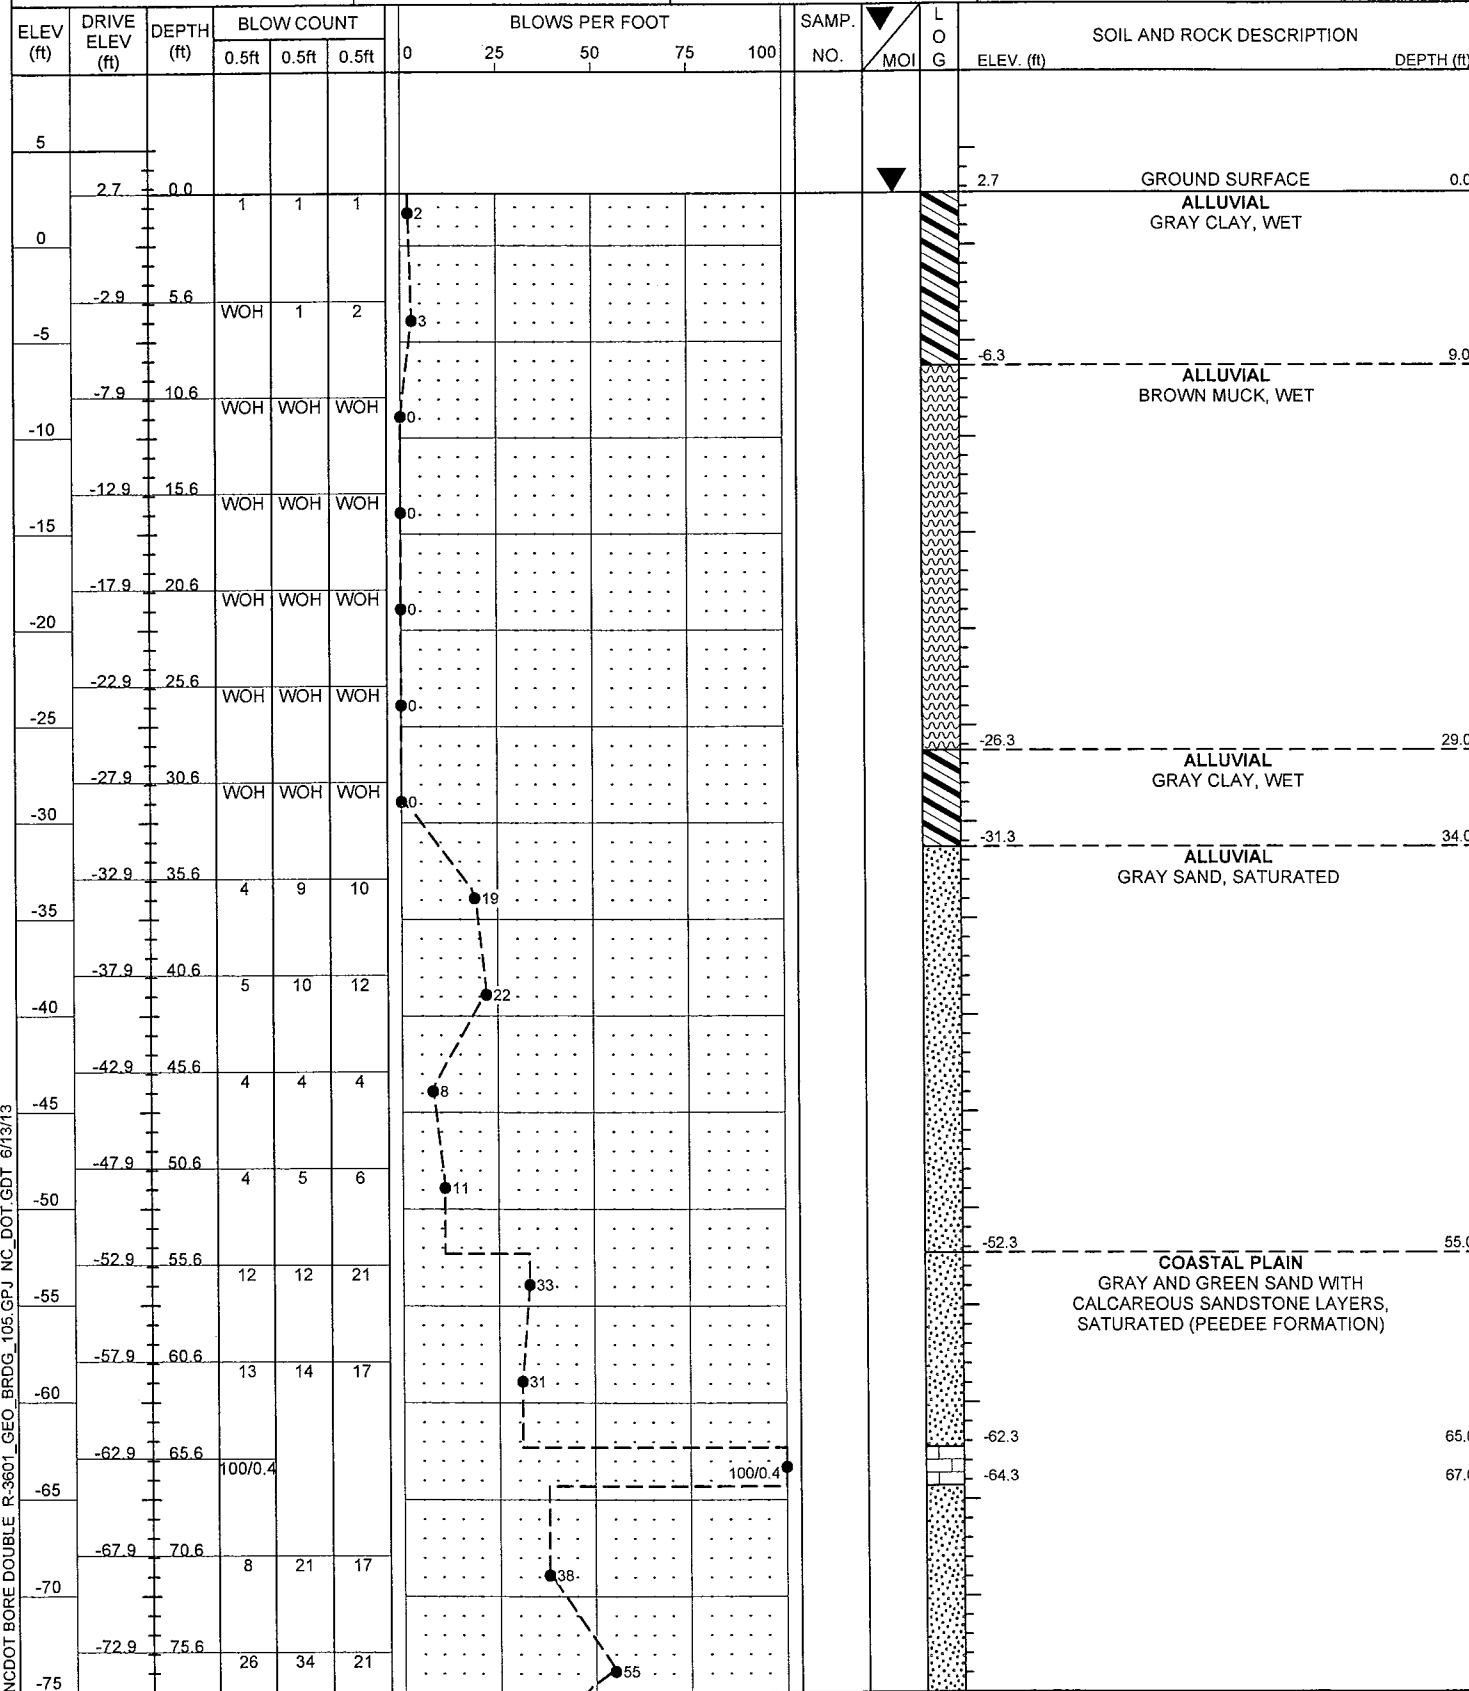 ELEV (ft) DRIVE ELEV (ft) DEPTH (ft) BLOW COUNT BLOWS PER FOOT SAMP. NO. MOI LOG SOIL AND ROCK DESCRIPTION
0.5ft 0.5ft 0.5ft 0 25 50 75 100 ELEV. (ft) DEPTH (ft)
5
2.7 0.0 2.7 GROUND SURFACE 0.0
1 1 1 2 ALLUVIAL
GRAY CLAY, WET
0
-2.9 5.6
WOH 1 2 3
-5
-6.3 9.0
ALLUVIAL
-7.9 10.6 BROWN MUCK, WET
WOH WOH WOH 0
-10
-12.9 15.6
WOH WOH WOH 0
-15
-17.9 20.6
WOH WOH WOH 0
-20
-22.9 25.6
WOH WOH WOH 0
-25
-26.3 29.0
ALLUVIAL
-27.9 30.6 GRAY CLAY, WET
WOH WOH WOH 0
-30
-31.3 34.0
ALLUVIAL
-32.9 35.6 GRAY SAND, SATURATED
4 9 10 19
-35
-37.9 40.6
5 10 12 22
-40
-42.9 45.6
4 4 4 8
-45
-47.9 50.6
4 5 6 11
-50
-52.3 55.0
-52.9 55.6 COASTAL PLAIN
12 12 21 33 GRAY AND GREEN SAND WITH
-55 CALCAREOUS SANDSTONE LAYERS,
SATURATED (PEEDEE FORMATION)
-57.9 60.6
13 14 17 31
-60
-62.3 65.0
-62.9 65.6
100/0.4 100/0.4
-64.3 67.0
-65
-67.9 70.6
8 21 17 38
-70
-72.9 75.6
26 34 21 55
-75
NCDOT BORE DOUBLE R-3601_GEO_BRDG_105.GPJ NC_DOT.GDT 6/13/13